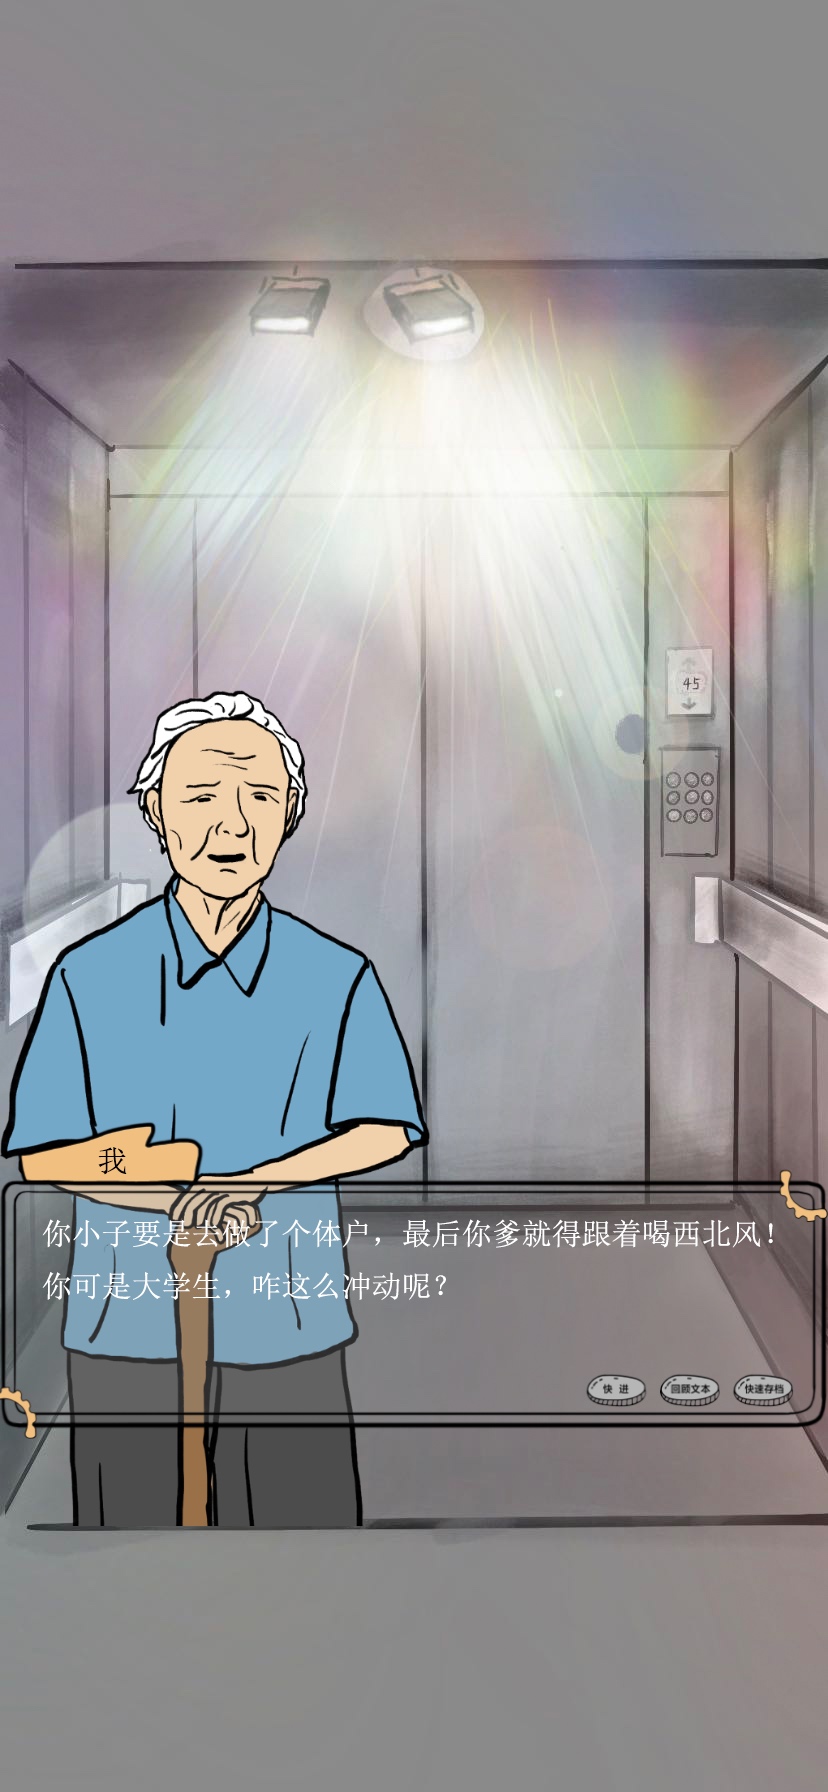 45
我
你小子要是去做了个体户，最后你爹就得跟着喝西北风！
你可是大学生，咋这么冲动呢？
快 进
回顾文本
快速存档